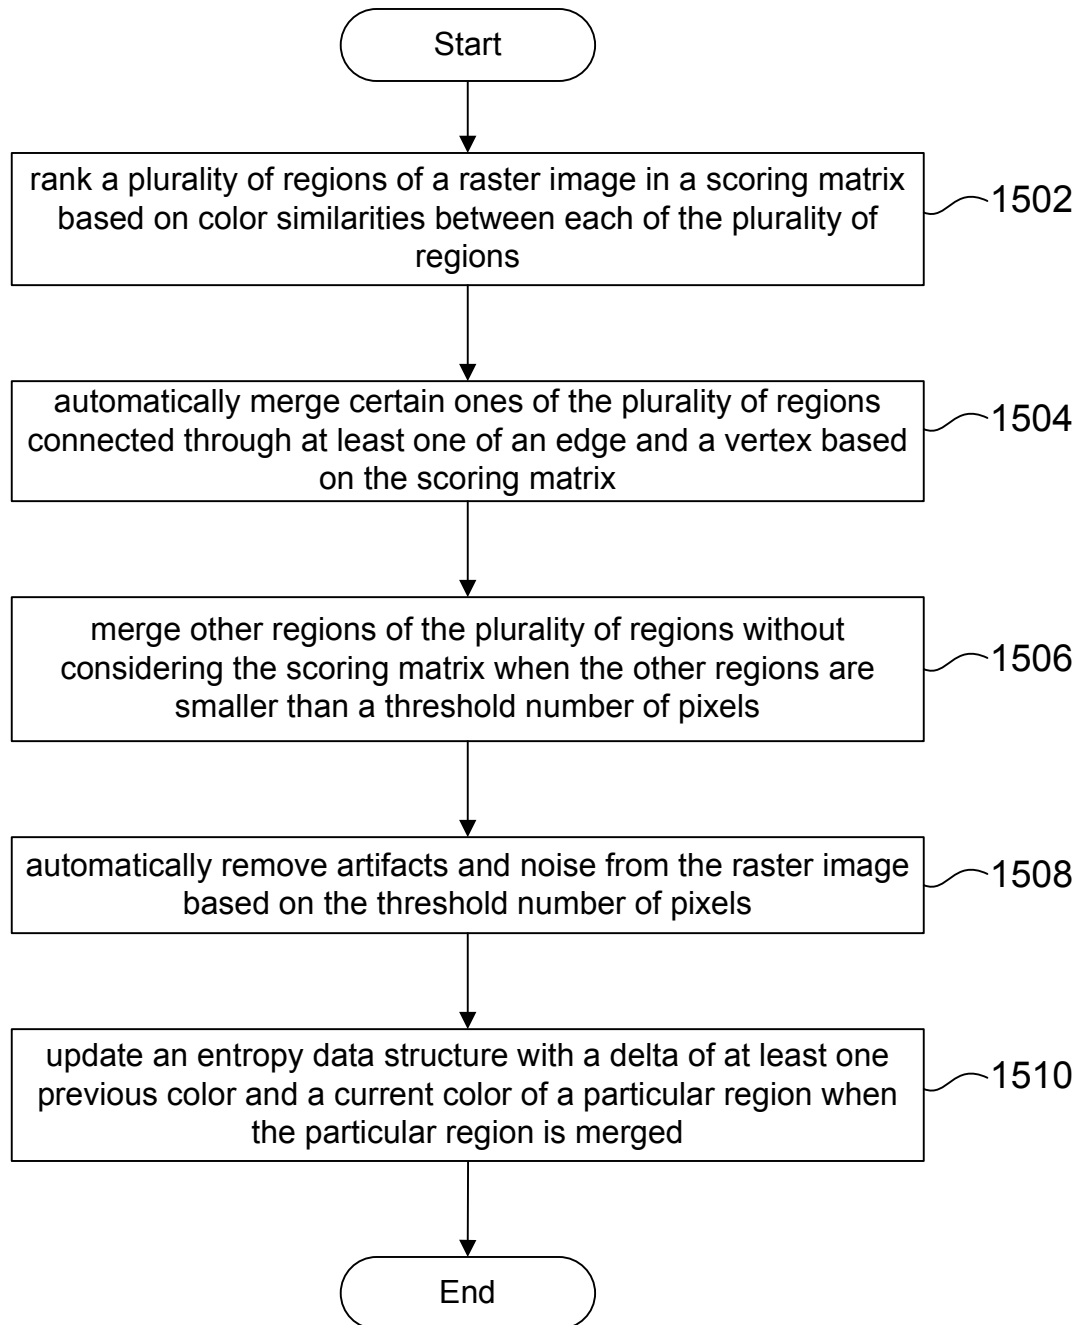 Start
rank a plurality of regions of a raster image in a scoring matrix
based on color similarities between each of the plurality of
regions
1502
automatically merge certain ones of the plurality of regions
connected through at least one of an edge and a vertex based
on the scoring matrix
1504
merge other regions of the plurality of regions without
considering the scoring matrix when the other regions are
smaller than a threshold number of pixels
1506
automatically remove artifacts and noise from the raster image
based on the threshold number of pixels
1508
update an entropy data structure with a delta of at least one
previous color and a current color of a particular region when
the particular region is merged
1510
End